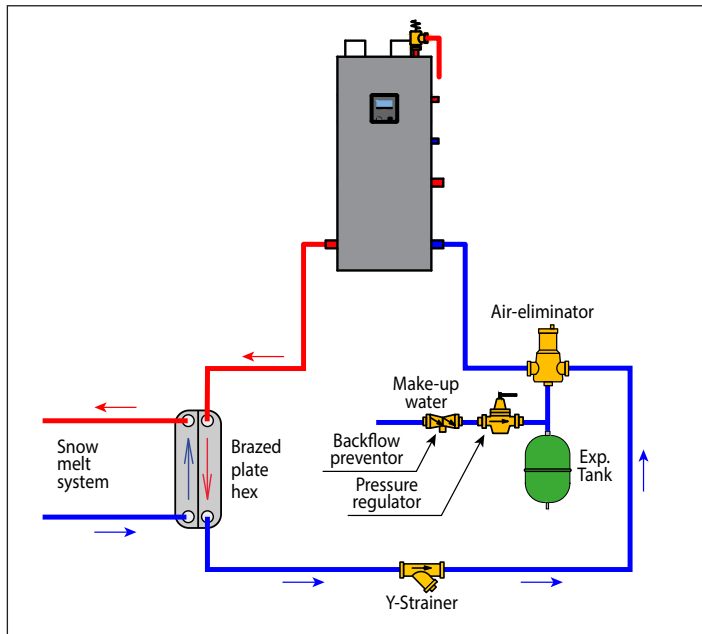 Air-eliminator
Make-up
water
Backflow
preventor
Pressure
regulator
Exp.
Tank
Snow
melt
system
Brazed
plate
hex
Y-Strainer